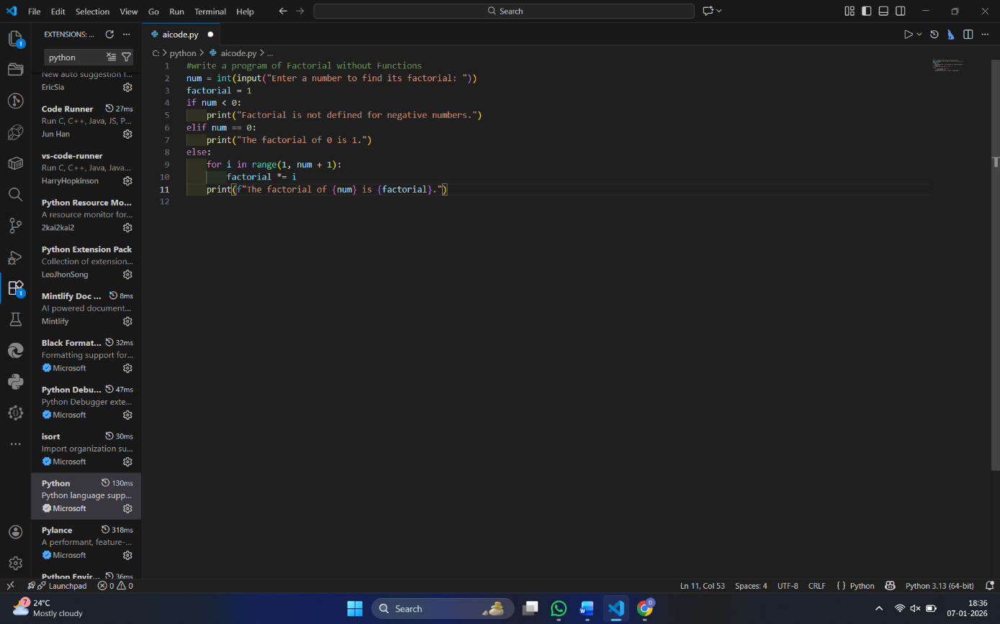 File Edit Selection View Go Run Terminal Help
Search
EXTENSIONS: ...
aicode.py
1
python
C: > python > aicode.py > ...
New auto suggestion f...
EricSia
Code Runner 27ms
Run C, C++, Java, JS, P...
Jun Han
vs-code-runner
Run C, C++, Java, Java...
HarryHopkinson
Python Resource Mo...
A resource monitor for...
2kai2kai2
Python Extension Pack
Collection of extension...
LeoJhonSong
1
Mintlify Doc ... 8ms
AI powered document...
Mintlify
Black Format... 32ms
Formatting support for...
Microsoft
Python Debu... 47ms
Python Debugger exte...
Microsoft
isort 30ms
Import organization su...
Microsoft
Python 130ms
Python language supp...
Microsoft
Pylance 318ms
A performant, feature-...
Microsoft
Python Envir... 36ms
1 #write a program of Factorial without Functions
2 num = int(input("Enter a number to find its factorial: "))
3 factorial = 1
4 if num < 0:
5     print("Factorial is not defined for negative numbers.")
6 elif num == 0:
7     print("The factorial of 0 is 1.")
8 else:
9     for i in range(1, num + 1):
10         factorial *= i
11     print(f"The factorial of {num} is {factorial}.")
12
Launchpad 0 0 Ln 11, Col 53 Spaces: 4 UTF-8 CRLF { } Python Python 3.13 (64-bit)
7
24°C
Mostly cloudy
Search
D
18:36
07-01-2026